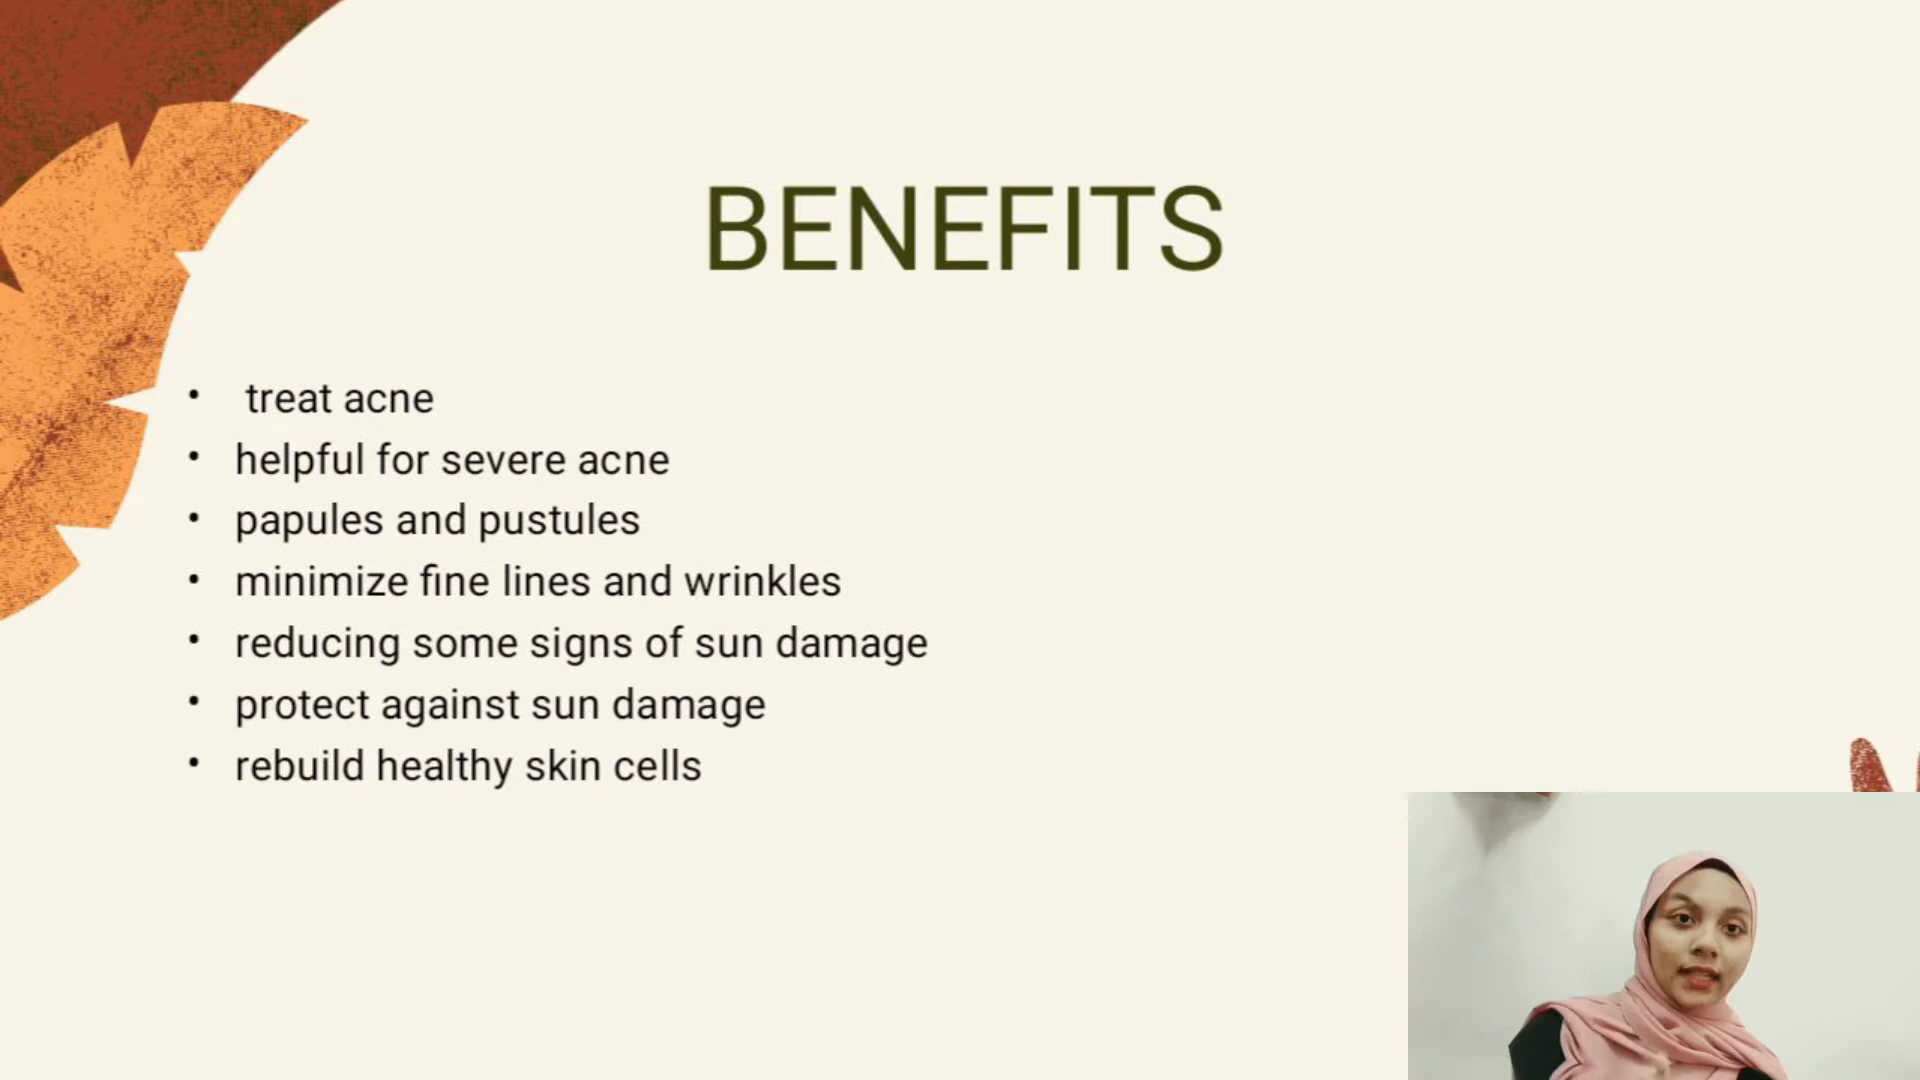 BENEFITS
• treat acne
• helpful for severe acne
• papules and pustules
• minimize fine lines and wrinkles
• reducing some signs of sun damage
• protect against sun damage
• rebuild healthy skin cells